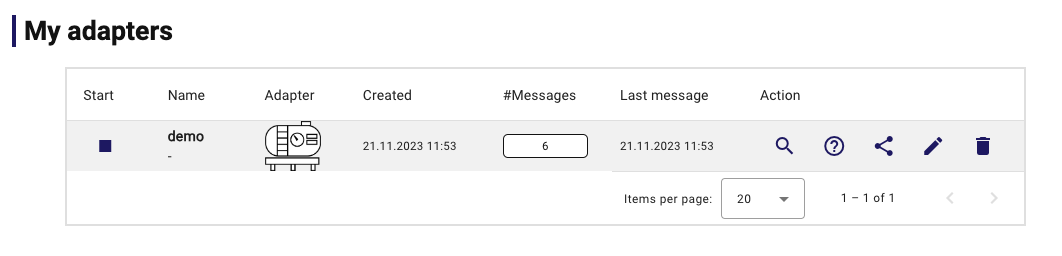 My adapters
Start Name Adapter Created #Messages Last message Action
demo
-
21.11.2023 11:53 6 21.11.2023 11:53
Items per page: 20 1 – 1 of 1